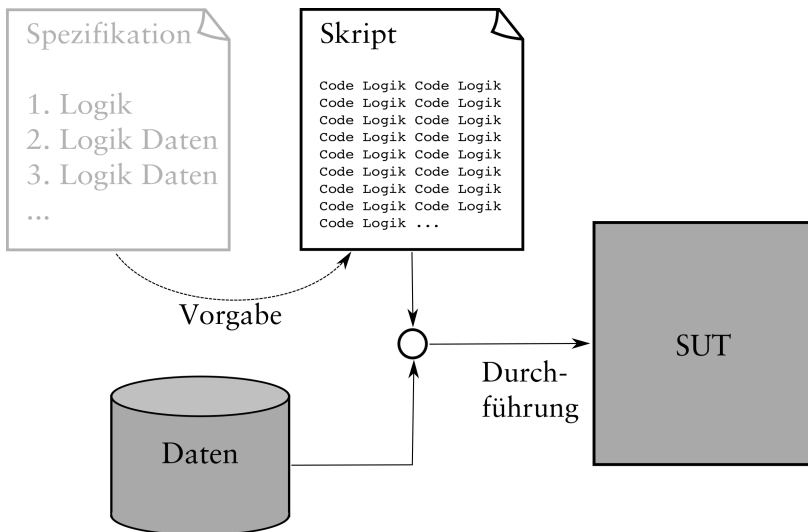 Spezifikation
1. Logik
2. Logik Daten
3. Logik Daten
...
Skript
Code Logik Code Logik
Code Logik Code Logik
Code Logik Code Logik
Code Logik Code Logik
Code Logik Code Logik
Code Logik Code Logik
Code Logik Code Logik
Code Logik Code Logik
Code Logik ...
Vorgabe
Daten
Durch-
führung
SUT